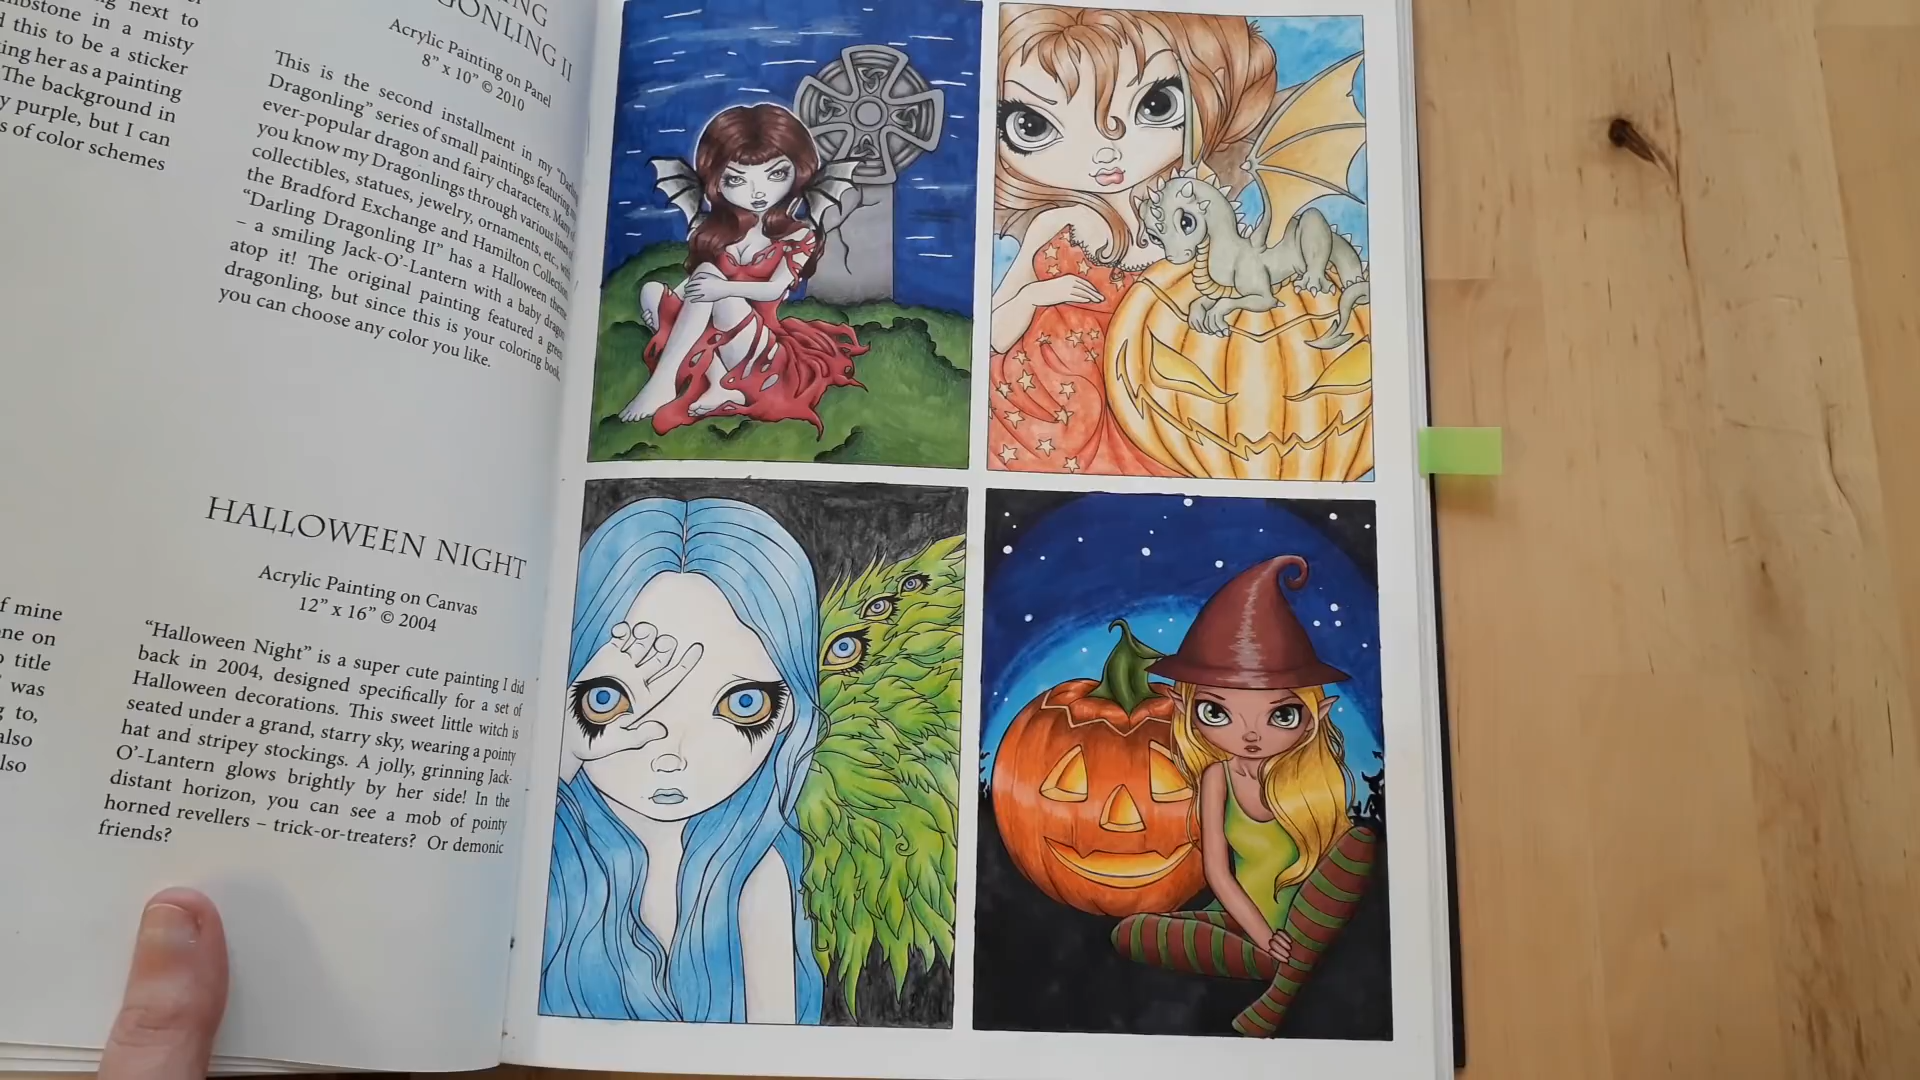 next to
mbstone in a misty
d this to be a sticker
king her as a painting
The background in
y purple, but I can
s of color schemes
f mine
one on
title
was
to,
also
also
ING
GONLING II
Acrylic Painting on Panel
8” x 10” © 2010
This is the second installment in my “Darling
Dragonling” series of small paintings featuring
ever-popular dragon and fairy characters. Many of
you know my Dragonlings through various lines of
collectibles, statues, jewelry, ornaments, etc., with
the Bradford Exchange and Hamilton Collection.
“Darling Dragonling II” has a Halloween theme
– a smiling Jack-O’-Lantern with a baby dragon
atop it! The original painting featured a green
dragonling, but since this is your coloring book,
you can choose any color you like.
HALLOWEEN NIGHT
Acrylic Painting on Canvas
12” x 16” © 2004
“Halloween Night” is a super cute painting I did
back in 2004, designed specifically for a set of
Halloween decorations. This sweet little witch is
seated under a grand, starry sky, wearing a pointy
hat and stripey stockings. A jolly, grinning Jack-
O’-Lantern glows brightly by her side! In the
distant horizon, you can see a mob of pointy
horned revellers – trick-or-treaters? Or demonic
friends?